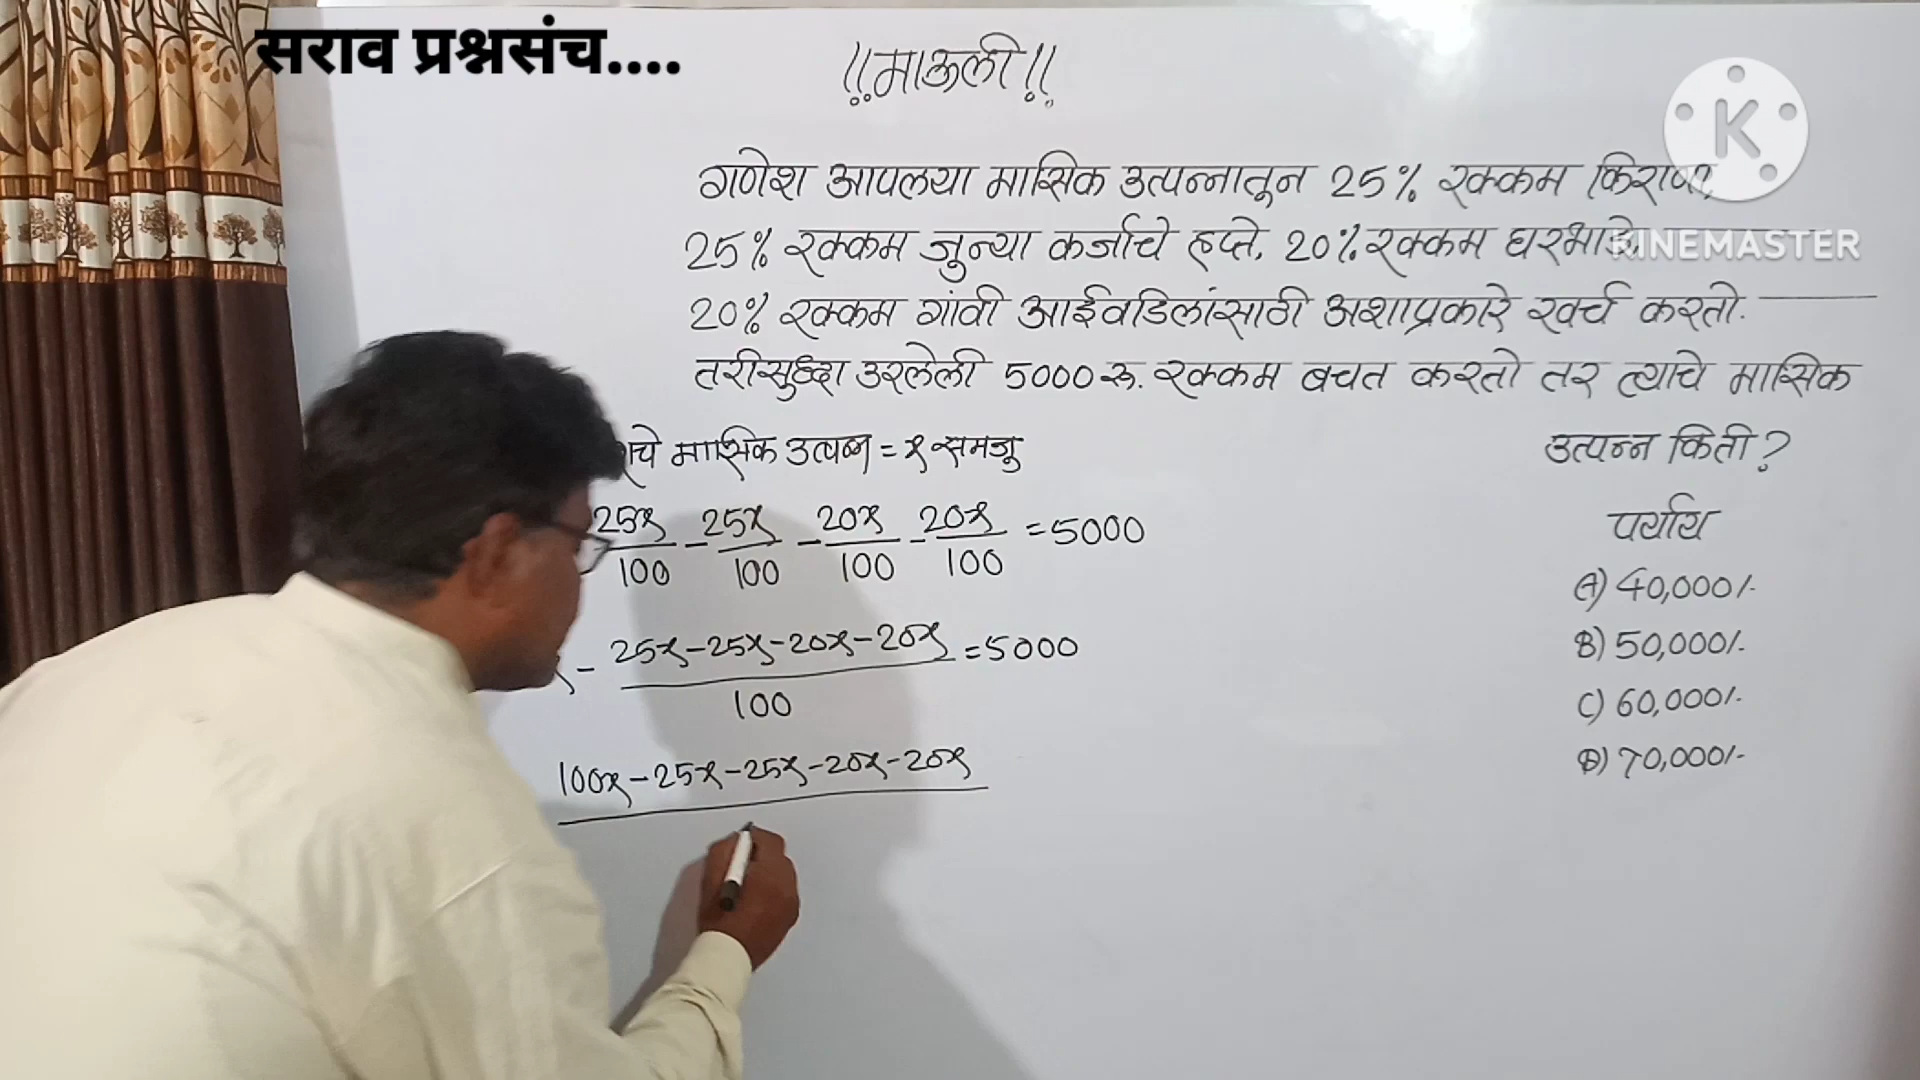 सराव प्रश्नसंच....
!!माऊली!!
K
KINEMASTER
गणेश आपलया मासिक उत्पन्नातून 25% रक्कम किराणा,
25% रक्कम जुन्या कर्जाचे हप्ते, 20% रक्कम घरभाडे,
20% रक्कम गांवी आईवडिलांसाठी अशाप्रकारे खर्च करतो.
तरीसुध्दा उरलेली 5000 रू. रक्कम बचत करतो तर त्याचे मासिक
उत्पन्न किती?
चे मासिक उत्पन्न = x समजू
25x/100 - 25x/100 - 20x/100 - 20x/100 = 5000
- 25x - 25x - 20x - 20x / 100 = 5000
100x - 25x - 25x - 20x - 20x
पर्याय
A) 40,000/-
B) 50,000/-
C) 60,000/-
D) 70,000/-